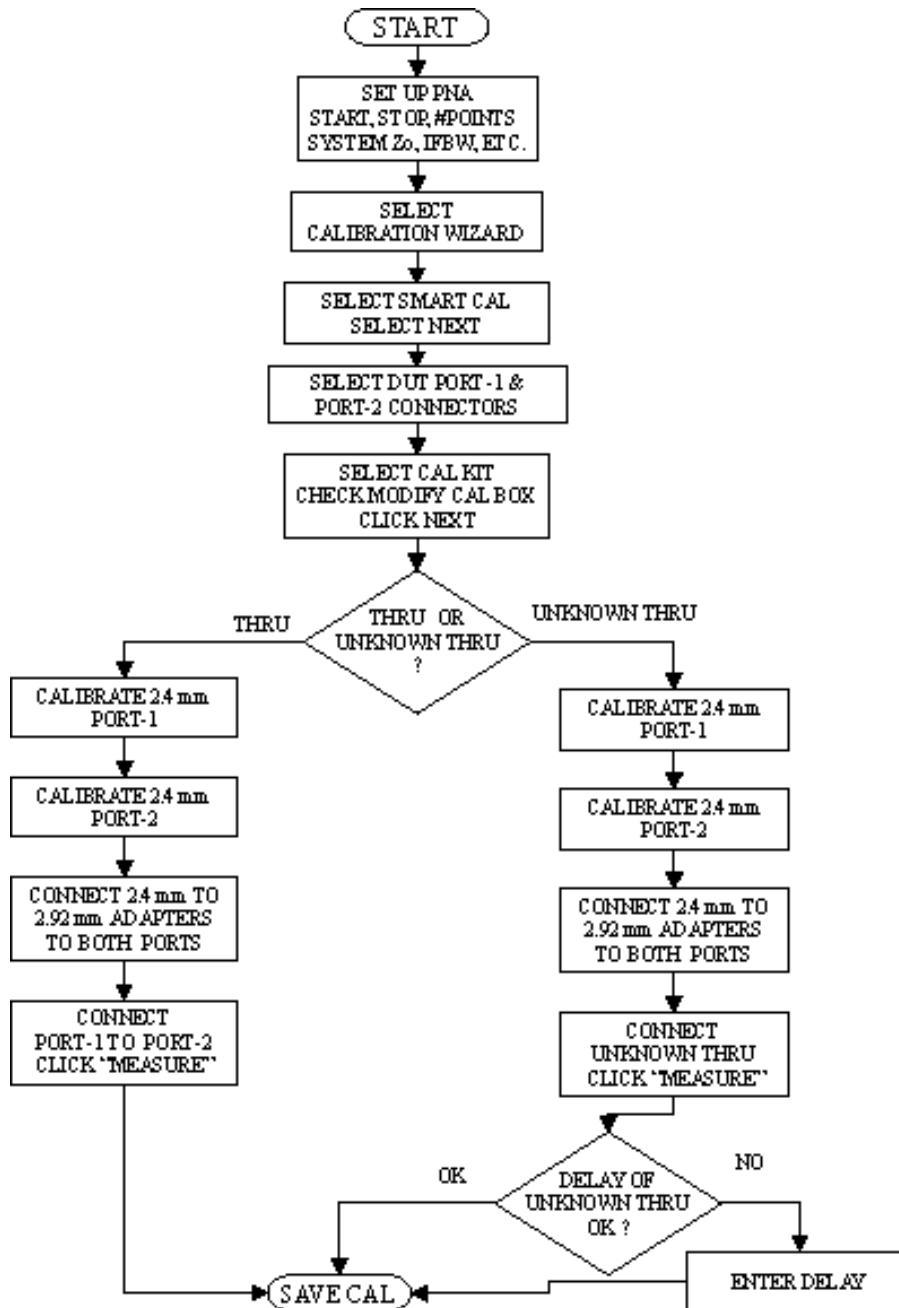 START
SET UP PNA
START, STOP, #POINTS
SYSTEM Zo, IFBW, ETC.
SELECT
CALIBRATION WIZARD
SELECT SMART CAL
SELECT NEXT
SELECT DUT PORT-1 &
PORT-2 CONNECTORS
SELECT CAL KIT
CHECK MODIFY CAL BOX
CLICK NEXT
THRU OR
UNKNOWN THRU
?
THRU
UNKNOWN THRU
CALIBRATE 2.4 mm
PORT-1
CALIBRATE 2.4 mm
PORT-2
CONNECT 2.4 mm TO
2.92 mm ADAPTERS
TO BOTH PORTS
CONNECT
PORT-1 TO PORT-2
CLICK "MEASURE"
CALIBRATE 2.4 mm
PORT-1
CALIBRATE 2.4 mm
PORT-2
CONNECT 2.4 mm TO
2.92 mm ADAPTERS
TO BOTH PORTS
CONNECT
UNKNOWN THRU
CLICK "MEASURE"
DELAY OF
UNKNOWN THRU
OK ?
OK
NO
ENTER DELAY
SAVE CAL